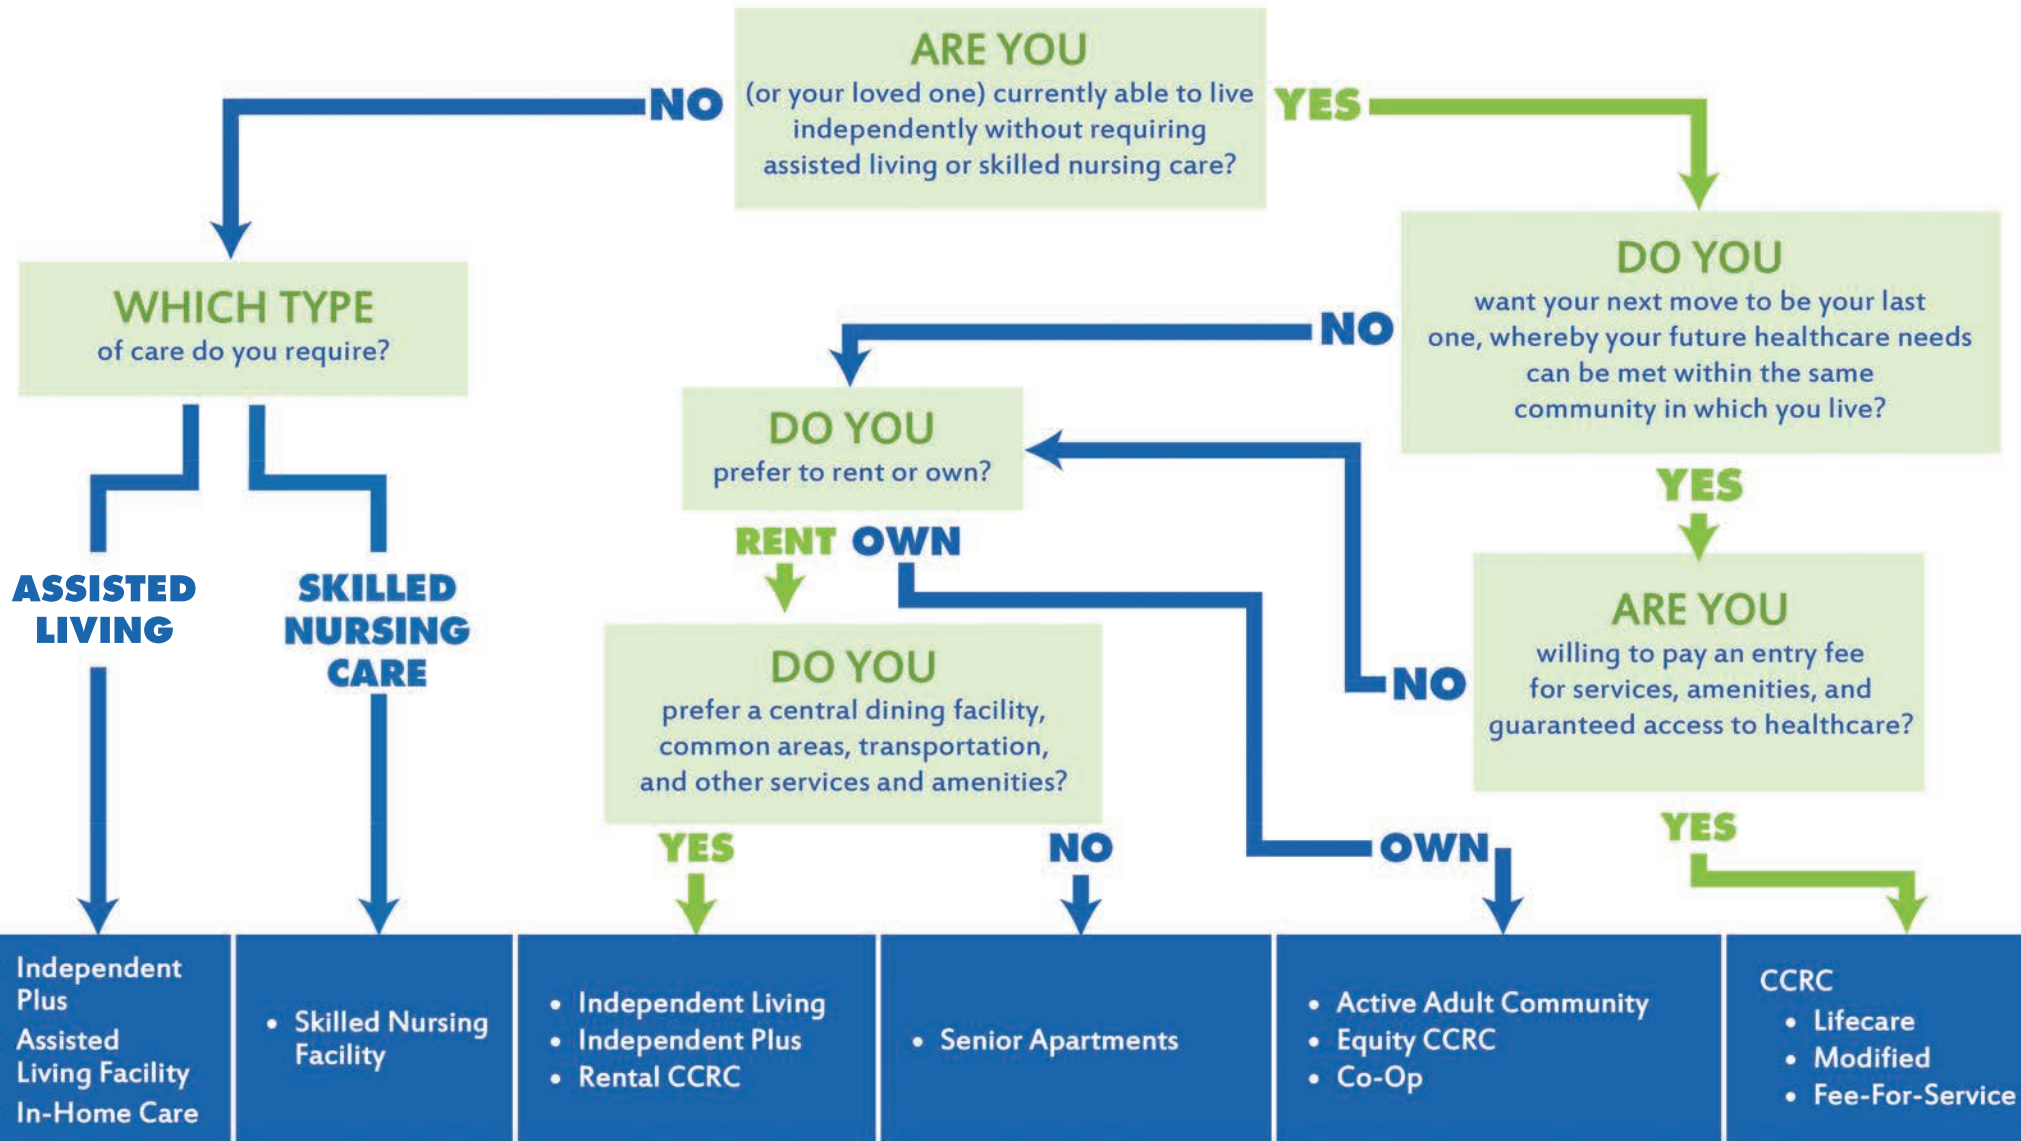 ARE YOU
(or your loved one) currently able to live
independently without requiring
assisted living or skilled nursing care?
NO
YES
WHICH TYPE
of care do you require?
DO YOU
want your next move to be your last
one, whereby your future healthcare needs
can be met within the same
community in which you live?
NO
YES
DO YOU
prefer to rent or own?
RENT
OWN
ARE YOU
willing to pay an entry fee
for services, amenities, and
guaranteed access to healthcare?
NO
YES
ASSISTED
LIVING
SKILLED
NURSING
CARE
DO YOU
prefer a central dining facility,
common areas, transportation,
and other services and amenities?
YES
NO
OWN
Independent
Plus
Assisted
Living Facility
In-Home Care
• Skilled Nursing
Facility
• Independent Living
• Independent Plus
• Rental CCRC
• Senior Apartments
• Active Adult Community
• Equity CCRC
• Co-Op
CCRC
• Lifecare
• Modified
• Fee-For-Service